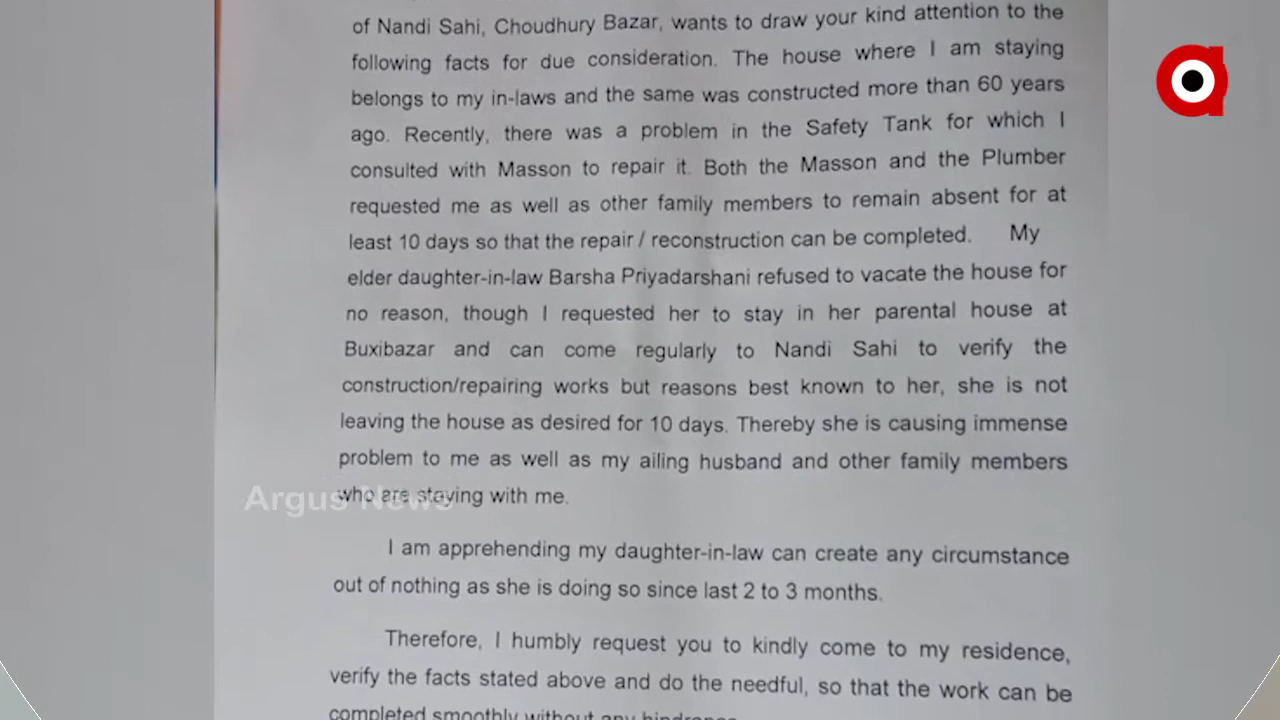 of Nandi Sahi, Choudhury Bazar, wants to draw your kind attention to the
following facts for due consideration. The house where I am staying
belongs to my in-laws and the same was constructed more than 60 years
ago. Recently, there was a problem in the Safety Tank for which I
consulted with Masson to repair it. Both the Masson and the Plumber
requested me as well as other family members to remain absent for at
least 10 days so that the repair / reconstruction can be completed. My
elder daughter-in-law Barsha Priyadarshani refused to vacate the house for
no reason, though I requested her to stay in her parental house at
Buxibazar and can come regularly to Nandi Sahi to verify the
construction/repairing works but reasons best known to her, she is not
leaving the house as desired for 10 days. Thereby she is causing immense
problem to me as well as my ailing husband and other family members
who are staying with me.
Argus News
I am apprehending my daughter-in-law can create any circumstance
out of nothing as she is doing so since last 2 to 3 months.
Therefore, I humbly request you to kindly come to my residence,
verify the facts stated above and do the needful, so that the work can be
completed smoothly without any hindrance